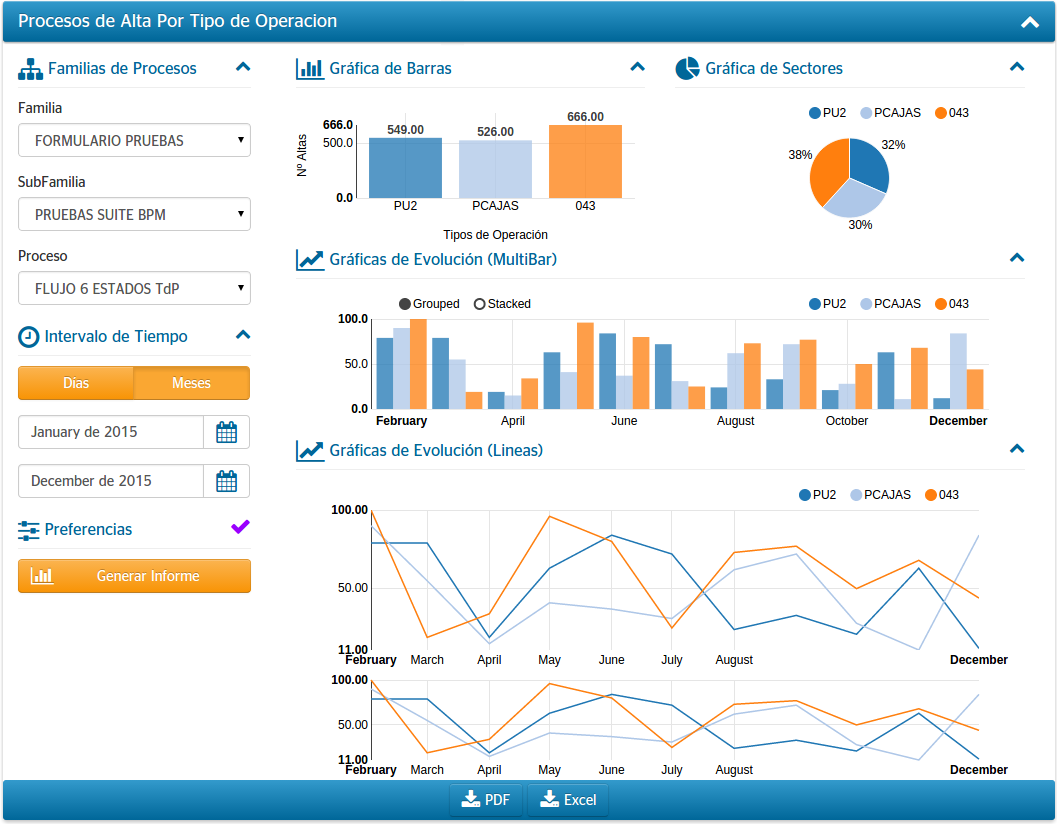 Procesos de Alta Por Tipo de Operacion
Familias de Procesos
Familia
FORMULARIO PRUEBAS
SubFamilia
PRUEBAS SUITE BPM
Proceso
FLUJO 6 ESTADOS TdP
Intervalo de Tiempo
Días Meses
January de 2015
December de 2015
Preferencias
Generar Informe
Gráfica de Barras
666.0
500.0
0.0
Nº Altas
549.00 526.00 666.00
PU2 PCAJAS 043
Tipos de Operación
Gráfica de Sectores
PU2 PCAJAS 043
38% 32%
30%
Gráficas de Evolución (MultiBar)
Grouped Stacked PU2 PCAJAS 043
100.0
50.0
0.0
February April June August October December
Gráficas de Evolución (Lineas)
PU2 PCAJAS 043
100.00
50.00
11.00
February March April May June July August December
100.00
50.00
11.00
February March April May June July August December
PDF Excel